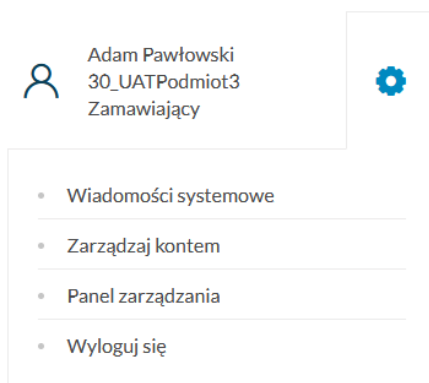 Adam Pawłowski
30_UATPodmiot3
Zamawiający
Wiadomości systemowe
Zarządzaj kontem
Panel zarządzania
Wyloguj się